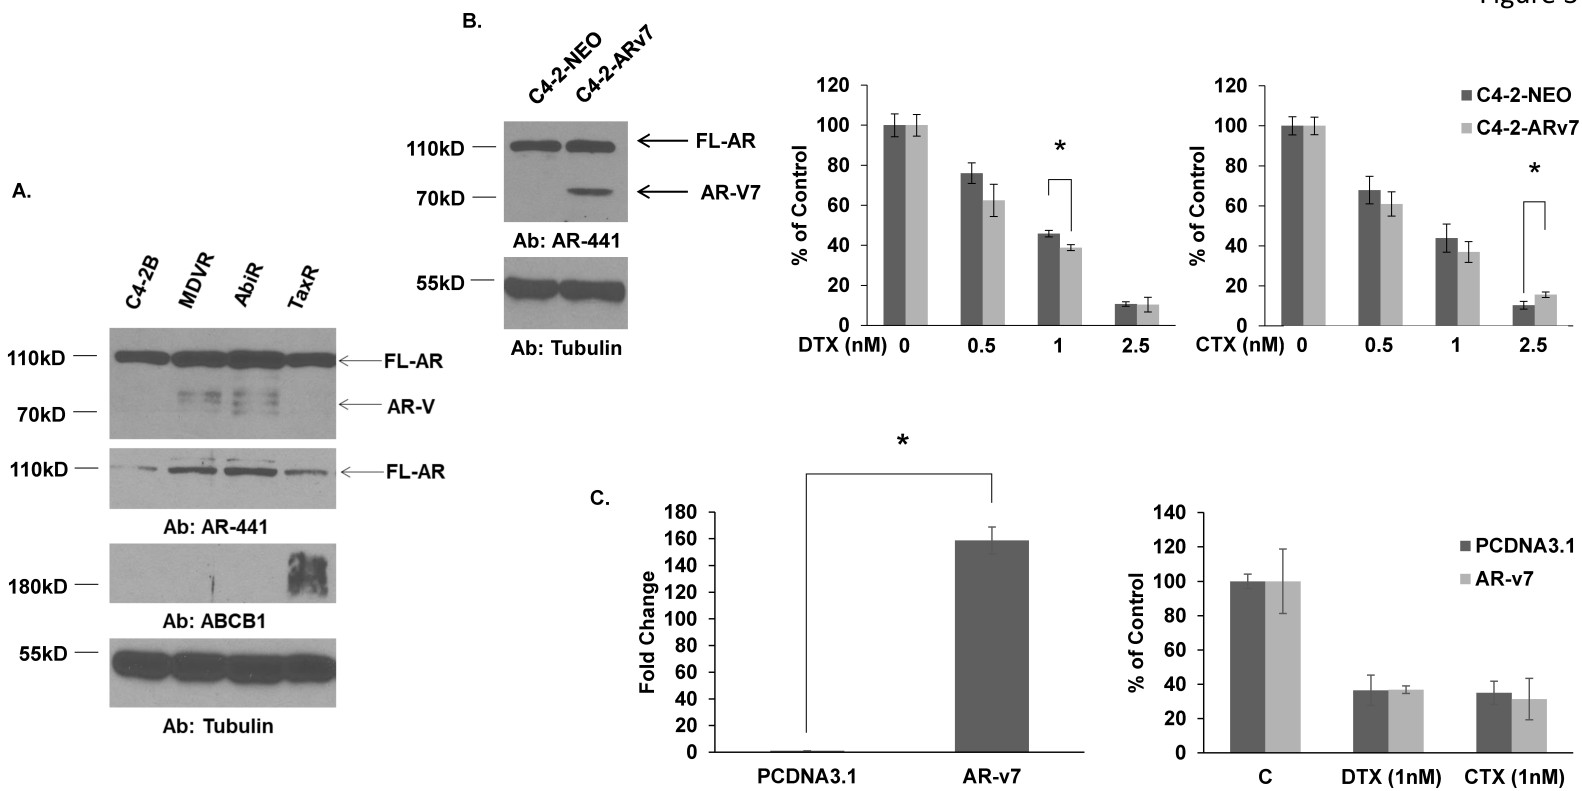 A.
C4-2B MDVR AbiR TaxR
110kD FL-AR
70kD AR-V
110kD FL-AR
Ab: AR-441
180kD
Ab: ABCB1
55kD
Ab: Tubulin
B.
C4-2-NEO C4-2-ARv7
110kD FL-AR
70kD AR-V7
Ab: AR-441
55kD
Ab: Tubulin
% of Control
120
100
80
60
40
20
0
*
DTX (nM) 0 0.5 1 2.5
% of Control
120
100
80
60
40
20
0
*
C4-2-NEO
C4-2-ARv7
CTX (nM) 0 0.5 1 2.5
C.
*
Fold Change
180
160
140
120
100
80
60
40
20
0
PCDNA3.1 AR-v7
% of Control
140
120
100
80
60
40
20
0
PCDNA3.1
AR-v7
C DTX (1nM) CTX (1nM)